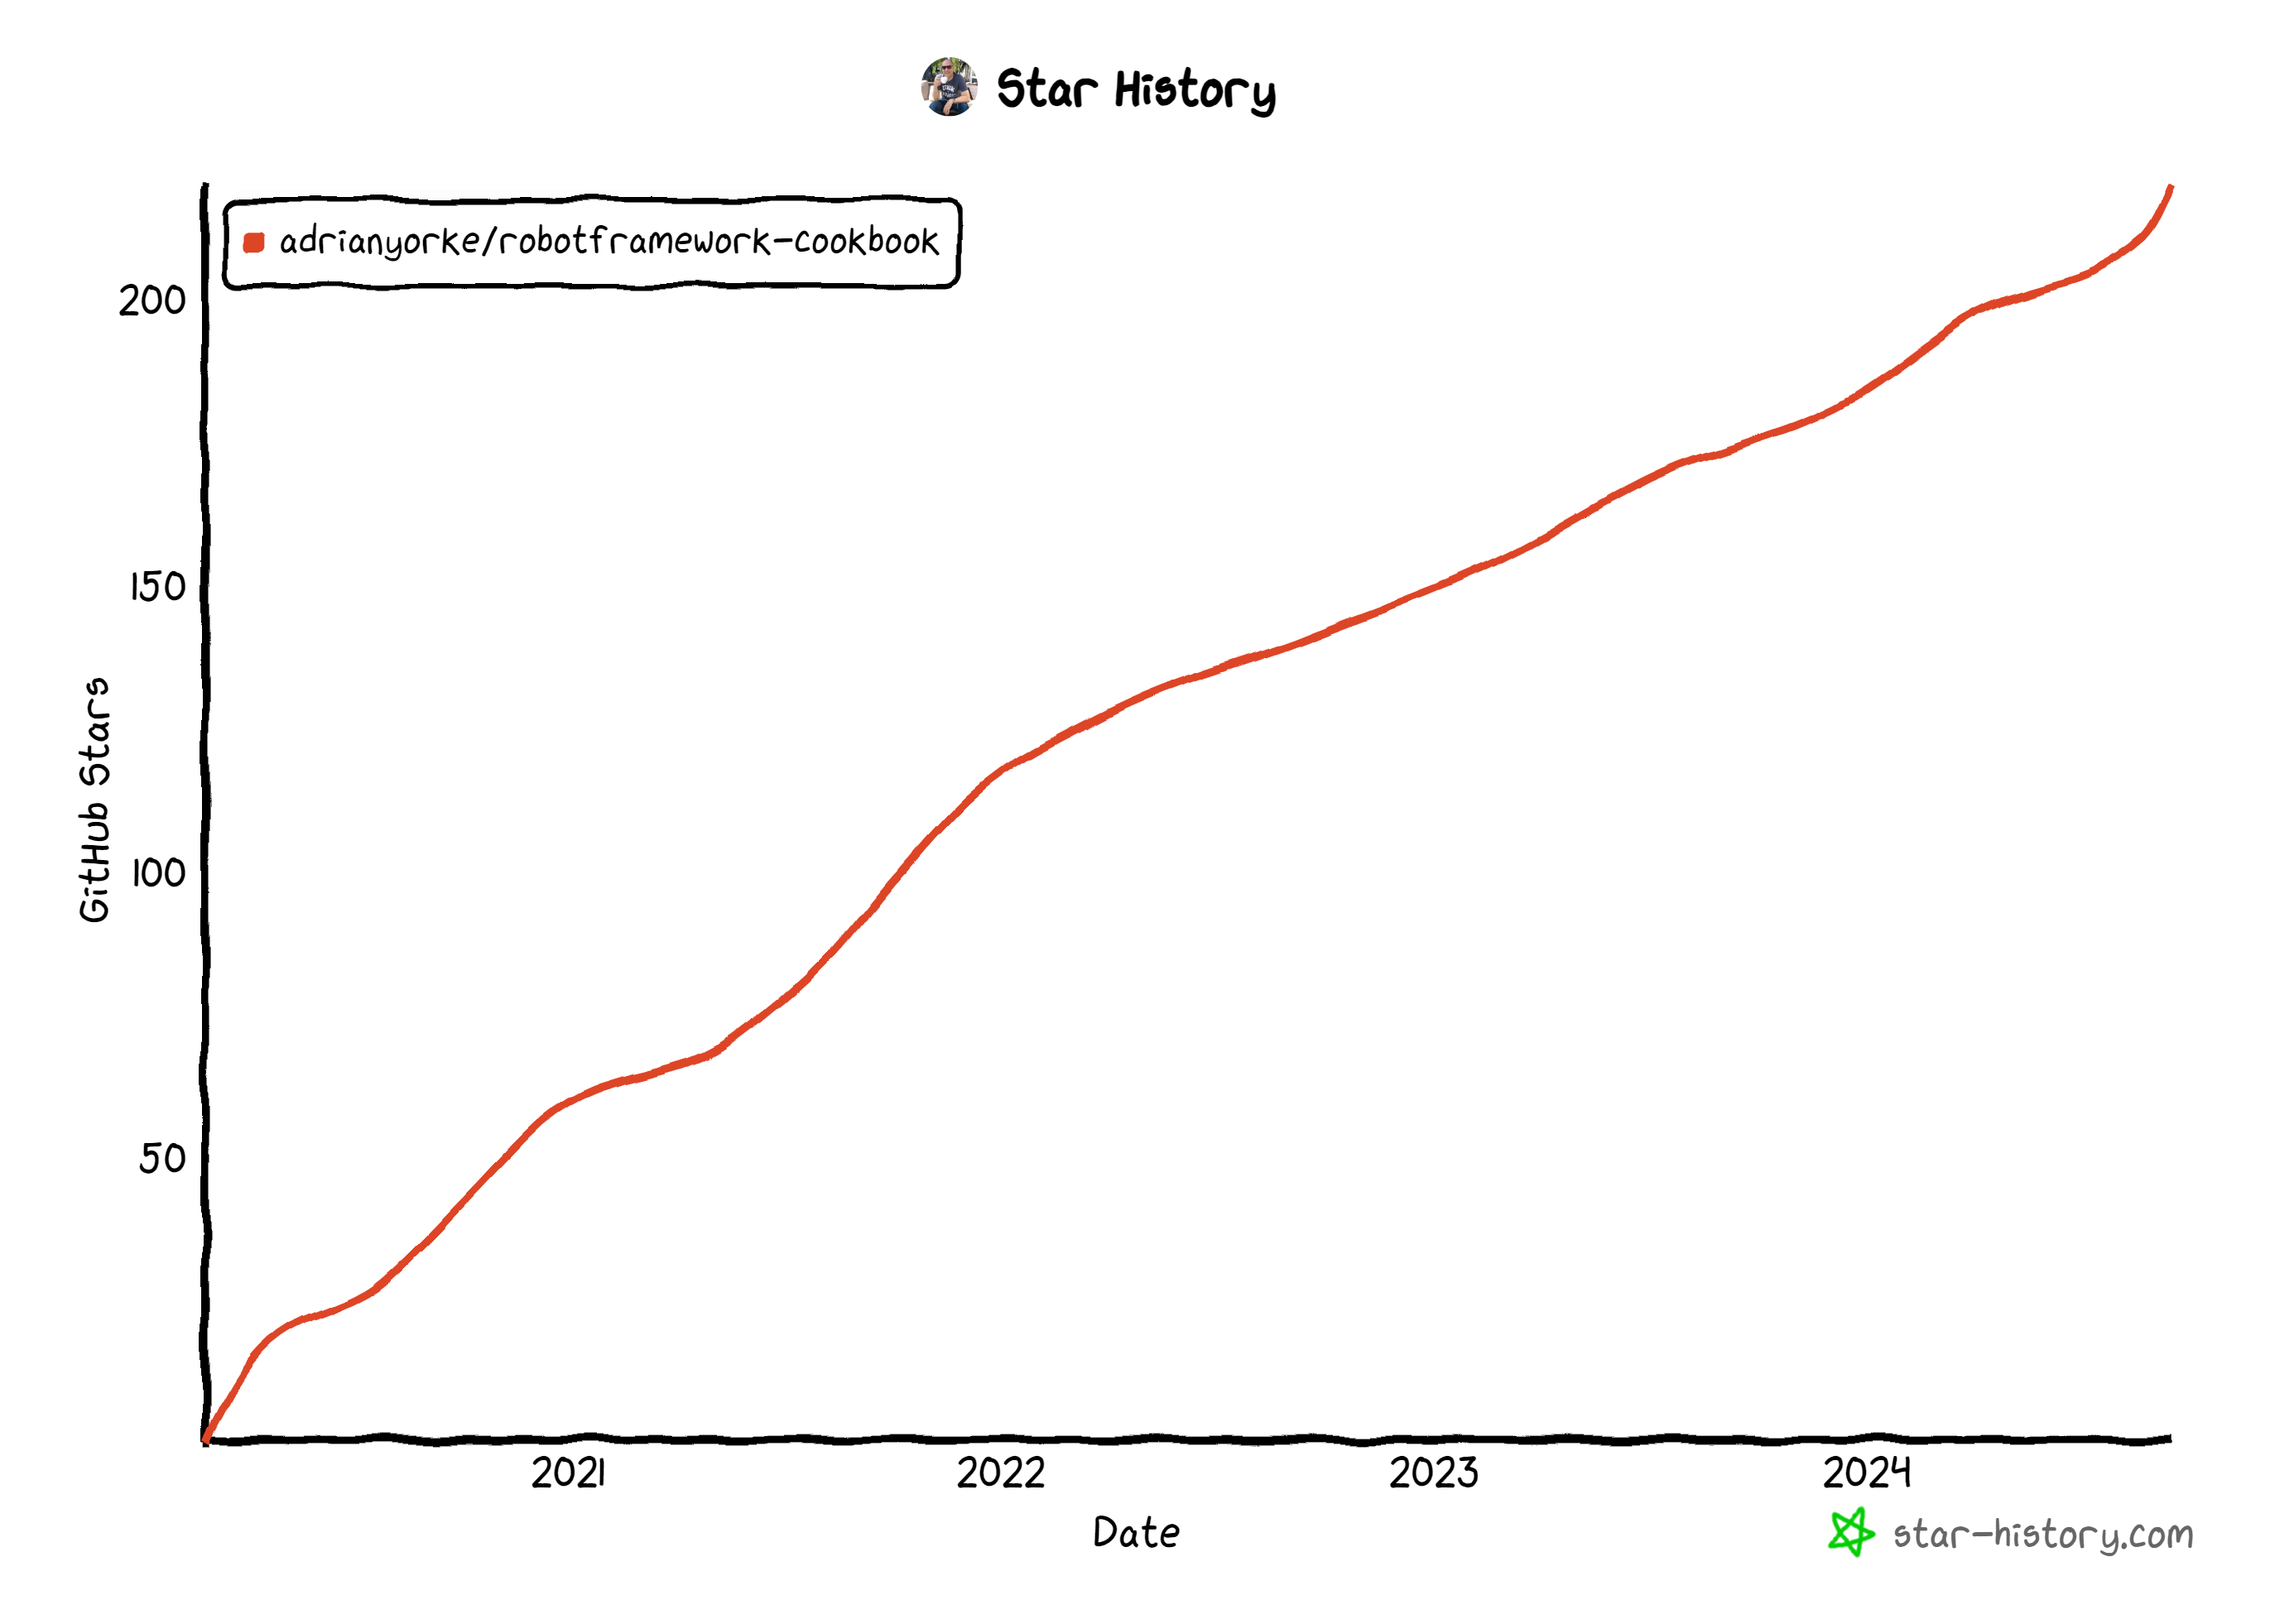 Star History
adrianyorke/robotframework-cookbook
200
150
100
50
GitHub Stars
2021
2022
2023
2024
Date
star-history.com